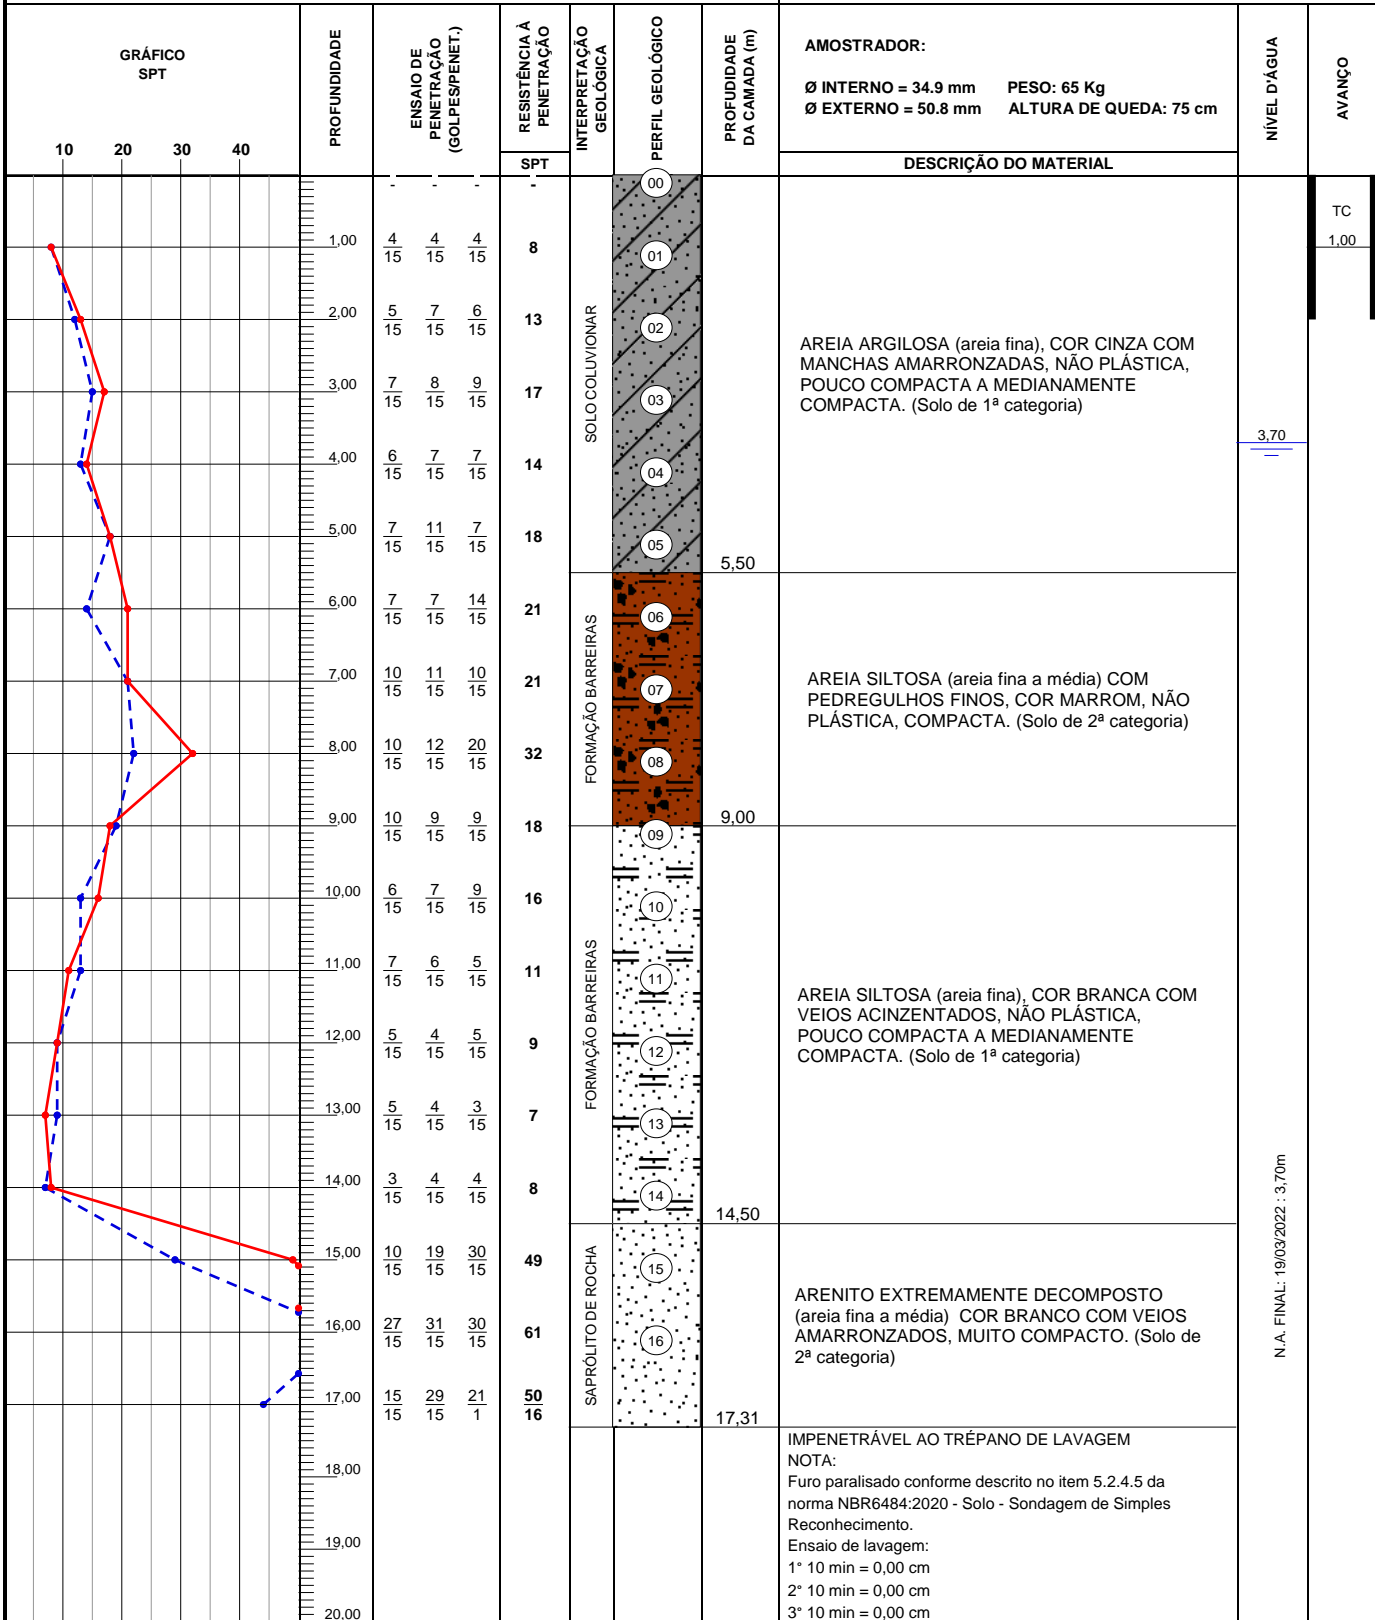 GRÁFICO
SPT
10 20 30 40
PROFUNDIDADE
ENSAIO DE
PENETRAÇÃO
(GOLPES/PENET.)
RESISTÊNCIA À
PENETRAÇÃO
SPT
INTERPRETAÇÃO
GEOLÓGICA
PERFIL GEOLÓGICO
PROFUDIDADE
DA CAMADA (m)
AMOSTRADOR:
Ø INTERNO = 34.9 mm PESO: 65 Kg
Ø EXTERNO = 50.8 mm ALTURA DE QUEDA: 75 cm
DESCRIÇÃO DO MATERIAL
NÍVEL D'ÁGUA
AVANÇO
- - - - 00
TC
1,00
1,00 4/15 4/15 4/15 8 01
2,00 5/15 7/15 6/15 13 02
3,00 7/15 8/15 9/15 17 03
4,00 6/15 7/15 7/15 14 04
5,00 7/15 11/15 7/15 18 05
SOLO COLUVIONAR
5,50
AREIA ARGILOSA (areia fina), COR CINZA COM
MANCHAS AMARRONZADAS, NÃO PLÁSTICA,
POUCO COMPACTA A MEDIANAMENTE
COMPACTA. (Solo de 1ª categoria)
3,70
6,00 7/15 7/15 14/15 21 06
7,00 10/15 11/15 10/15 21 07
8,00 10/15 12/15 20/15 32 08
FORMAÇÃO BARREIRAS
9,00
AREIA SILTOSA (areia fina a média) COM
PEDREGULHOS FINOS, COR MARROM, NÃO
PLÁSTICA, COMPACTA. (Solo de 2ª categoria)
9,00 10/15 9/15 9/15 18 09
10,00 6/15 7/15 9/15 16 10
11,00 7/15 6/15 5/15 11 11
12,00 5/15 4/15 5/15 9 12
13,00 5/15 4/15 3/15 7 13
14,00 3/15 4/15 4/15 8 14
FORMAÇÃO BARREIRAS
14,50
AREIA SILTOSA (areia fina), COR BRANCA COM
VEIOS ACINZENTADOS, NÃO PLÁSTICA,
POUCO COMPACTA A MEDIANAMENTE
COMPACTA. (Solo de 1ª categoria)
15,00 10/15 19/15 30/15 49 15
16,00 27/15 31/15 30/15 61 16
17,00 15/15 29/15 21/1 50/16
SAPRÓLITO DE ROCHA
17,31
ARENITO EXTREMAMENTE DECOMPOSTO
(areia fina a média) COR BRANCO COM VEIOS
AMARRONZADOS, MUITO COMPACTO. (Solo de
2ª categoria)
N.A. FINAL: 19/03/2022 : 3,70m
18,00
19,00
20,00
IMPENETRÁVEL AO TRÉPANO DE LAVAGEM
NOTA:
Furo paralisado conforme descrito no item 5.2.4.5 da
norma NBR6484:2020 - Solo - Sondagem de Simples
Reconhecimento.
Ensaio de lavagem:
1° 10 min = 0,00 cm
2° 10 min = 0,00 cm
3° 10 min = 0,00 cm